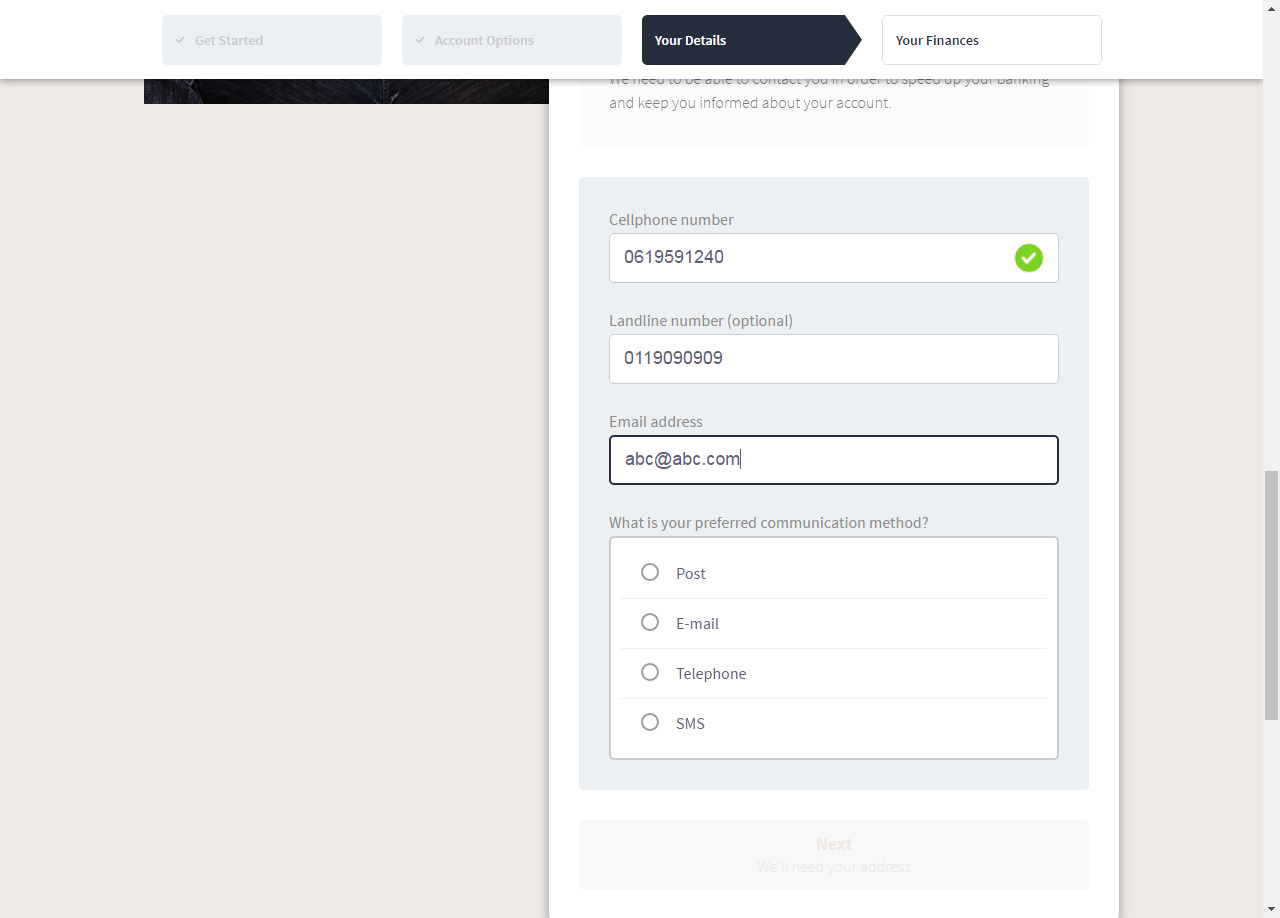 Get Started
Account Options
Your Details
Your Finances
We need to be able to contact you in order to speed up your banking
and keep you informed about your account.
Cellphone number
0619591240
Landline number (optional)
0119090909
Email address
abc@abc.com
What is your preferred communication method?
Post
E-mail
Telephone
SMS
Next
We'll need your address